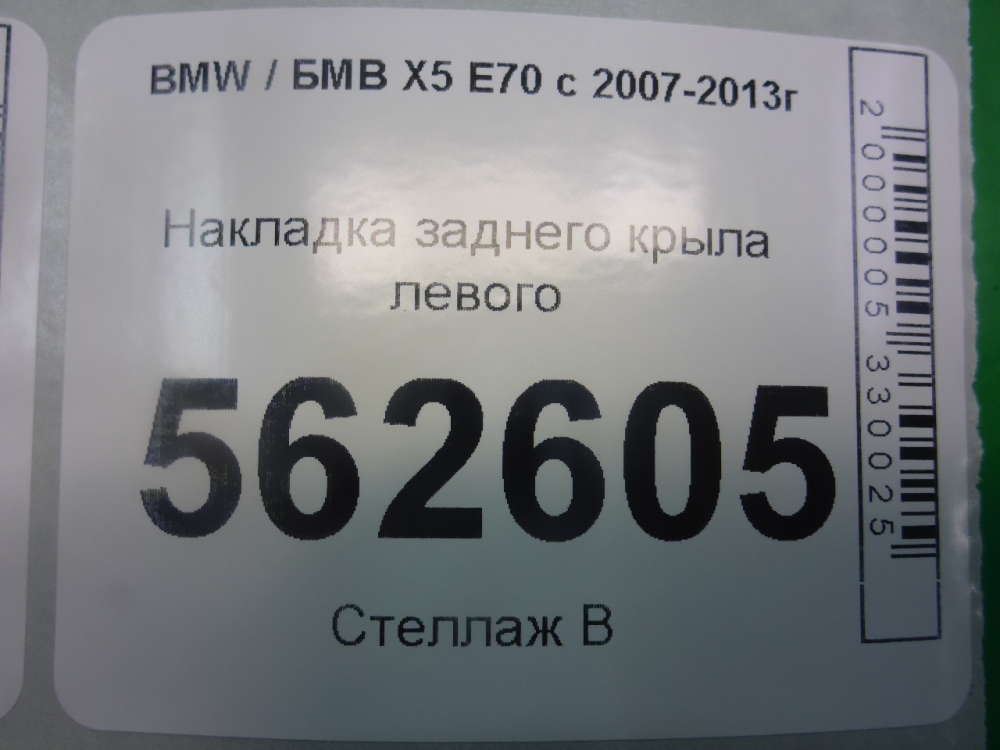 BMW / БМВ X5 E70 с 2007-2013г
Накладка заднего крыла
левого
562605
Стеллаж В
2000005330025